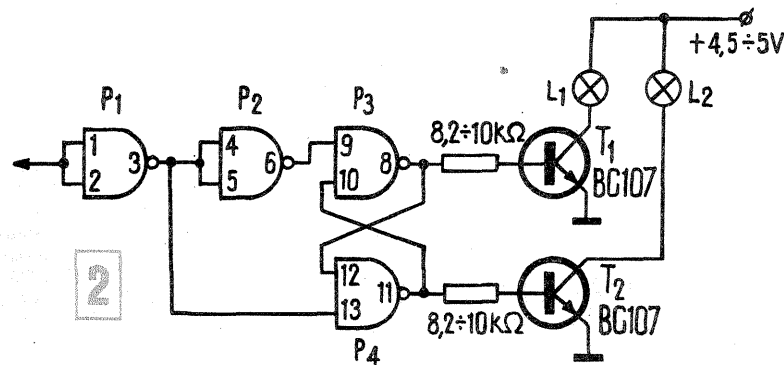 +4,5÷5V
P1 P2 P3
L1 L2
8,2÷10kΩ
T1
BC107
1
2
3
4
5
6
9
10
8
12
13
11
2
8,2÷10kΩ
T2
BC107
P4